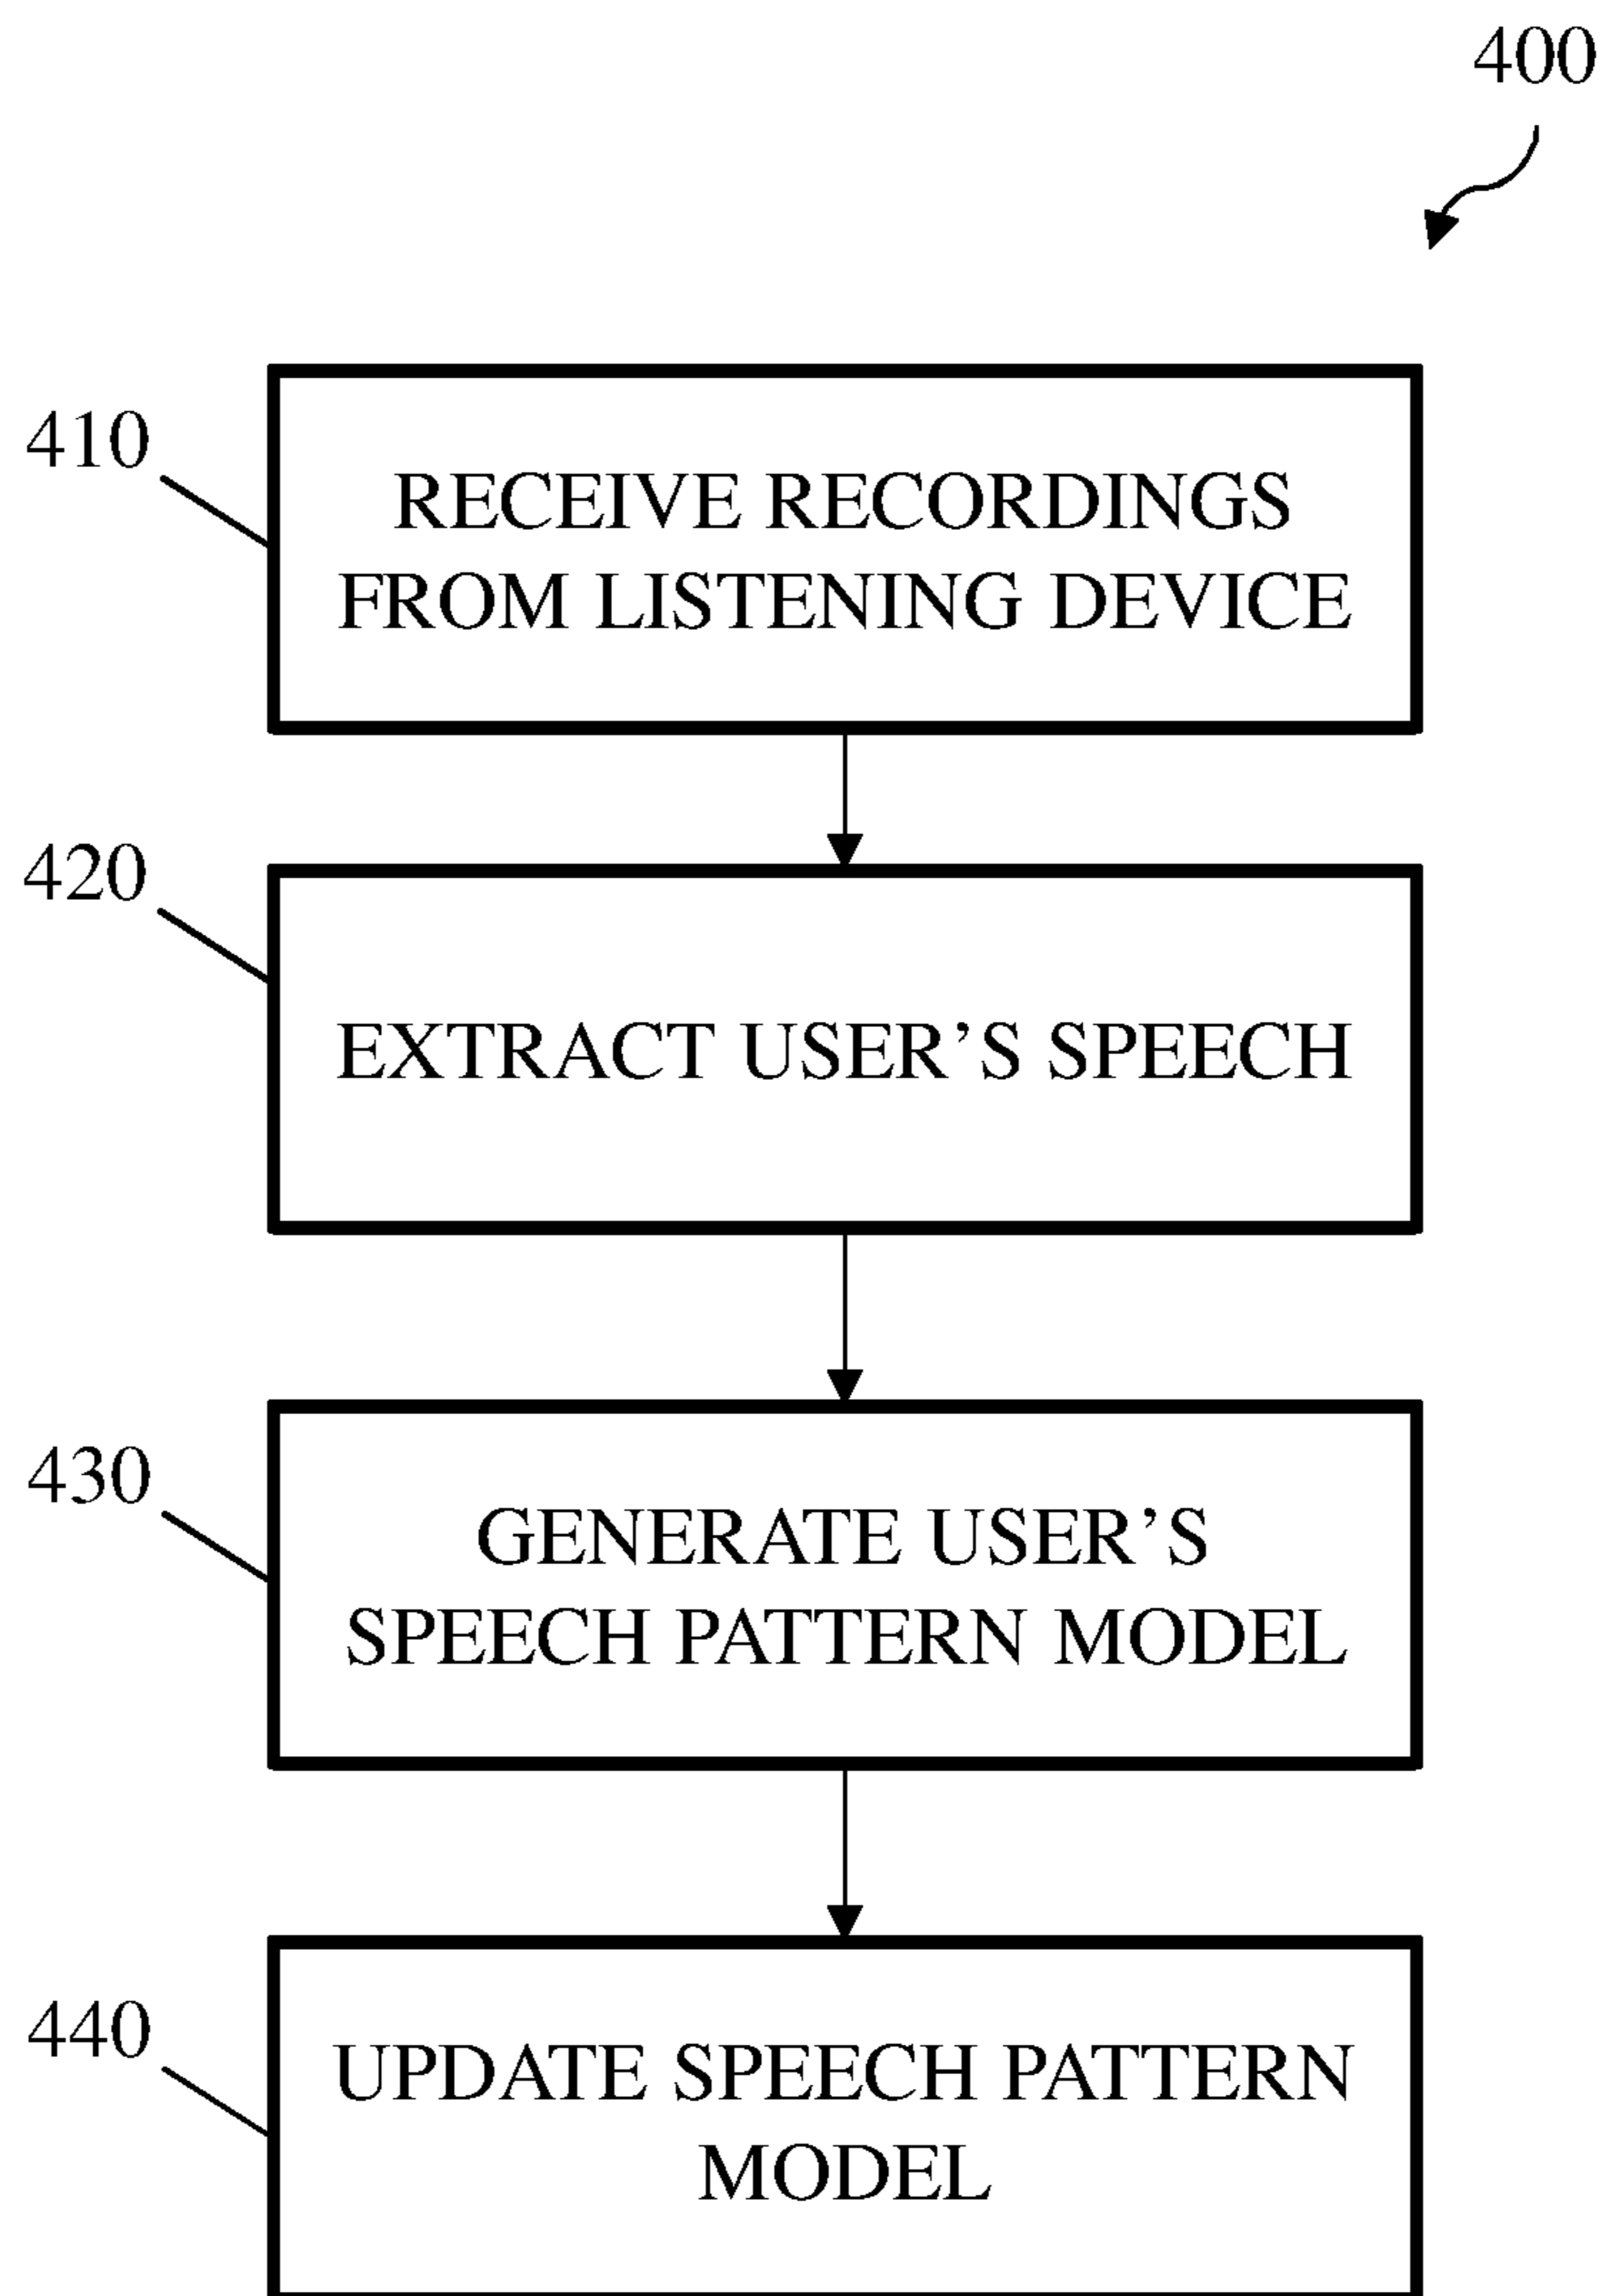 400
410
RECEIVE RECORDINGS
FROM LISTENING DEVICE
420
EXTRACT USER’S SPEECH
430
GENERATE USER’S
SPEECH PATTERN MODEL
440
UPDATE SPEECH PATTERN
MODEL